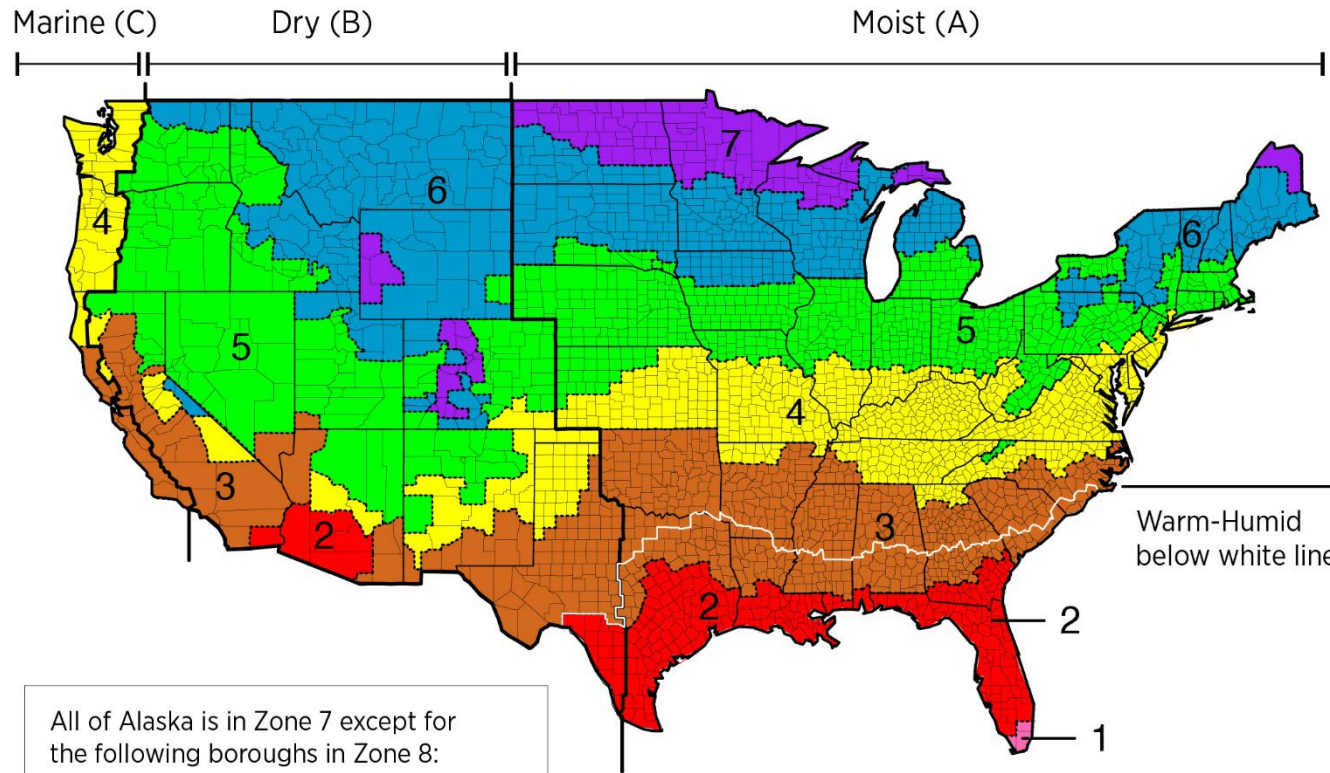 Marine (C)
Dry (B)
Moist (A)
7
6
4
6
5
5
4
3
3
2
2
Warm-Humid
below white line
2
1
All of Alaska is in Zone 7 except for
the following boroughs in Zone 8: